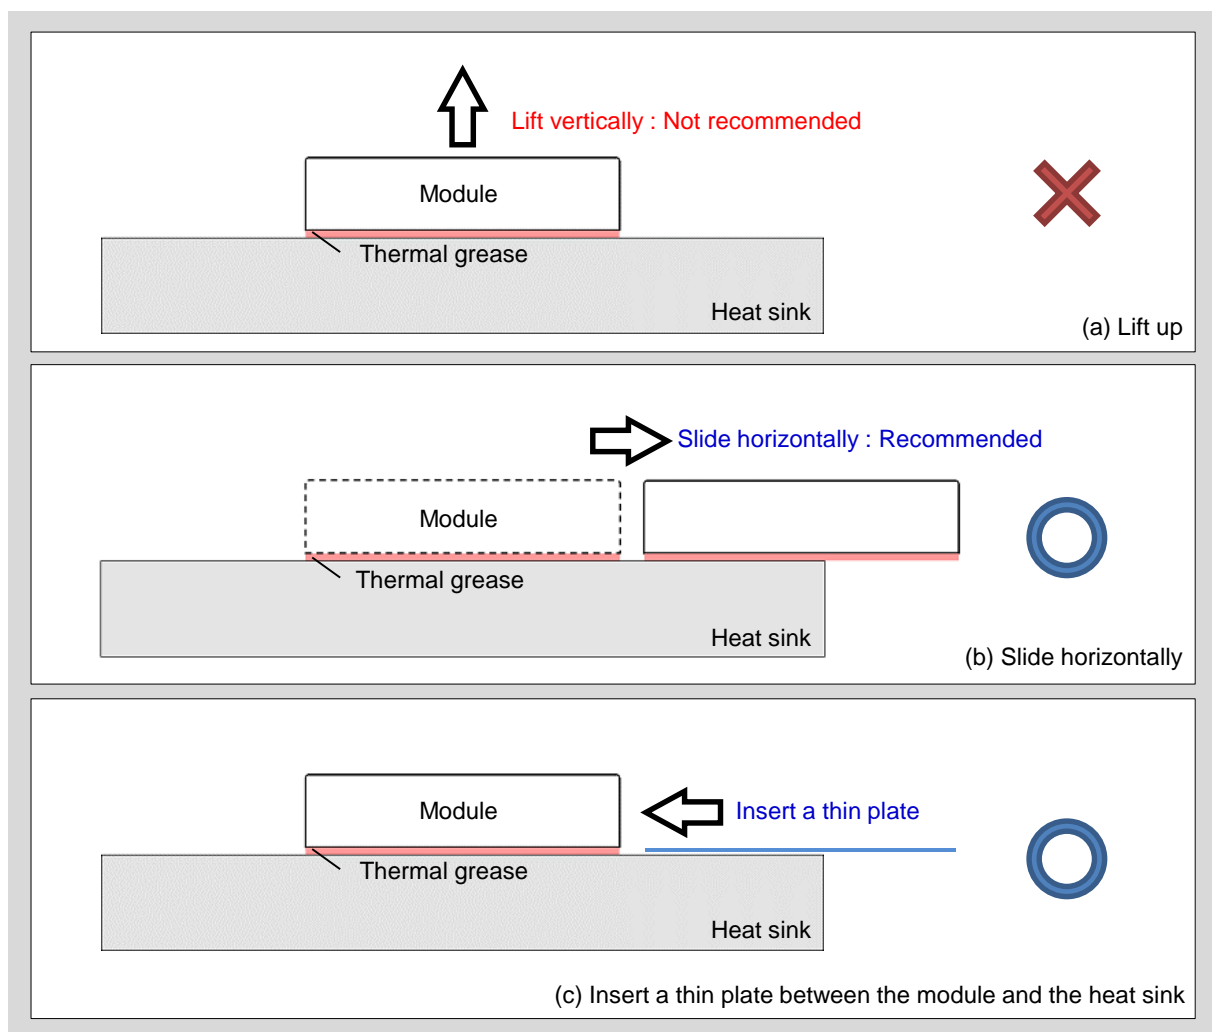 Lift vertically : Not recommended
Module
Thermal grease
Heat sink
(a) Lift up
Slide horizontally : Recommended
Module
Thermal grease
Heat sink
(b) Slide horizontally
Module
Insert a thin plate
Thermal grease
Heat sink
(c) Insert a thin plate between the module and the heat sink